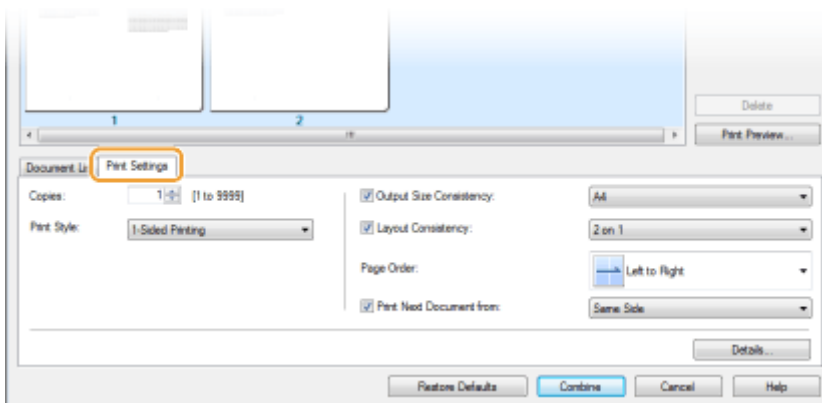 1 2
Delete
Print Preview...
Document Li Print Settings
Copies: 1 [1 to 9999]
Output Size Consistency: A4
Print Style: 1-Sided Printing
Layout Consistency: 2 on 1
Page Order: Left to Right
Print Next Document from: Same Side
Details...
Restore Defaults Combine Cancel Help